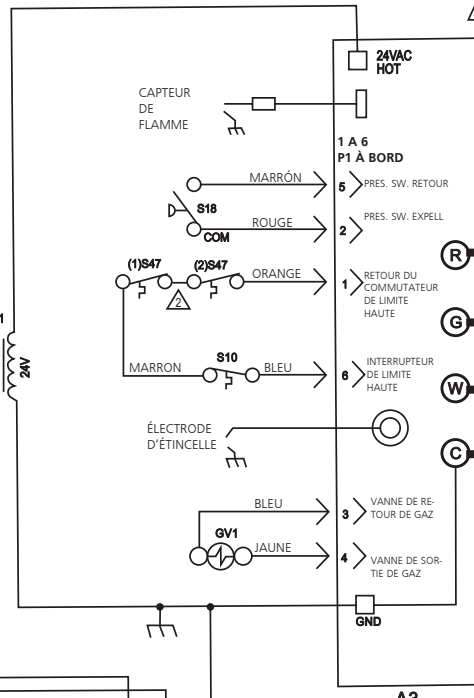 24VAC
HOT
CAPTEUR
DE
FLAMME
1 A 6
P1 À BORD
MARRÓN
5
PRES. SW. RETOUR
S18
ROUGE
2
PRES. SW. EXPELL
COM
(1)S47
(2)S47
ORANGE
1
RETOUR DU
COMMUTATEUR
DE LIMITE
HAUTE
2
R
G
1
24V
S10
MARRON
BLEU
6
INTERRUPTEUR
DE LIMITE
HAUTE
W
ÉLECTRODE
D'ÉTINCELLE
C
BLEU
3
VANNE DE RE-
TOUR DE GAZ
GV1
JAUNE
4
VANNE DE SOR-
TIE DE GAZ
GND
A3